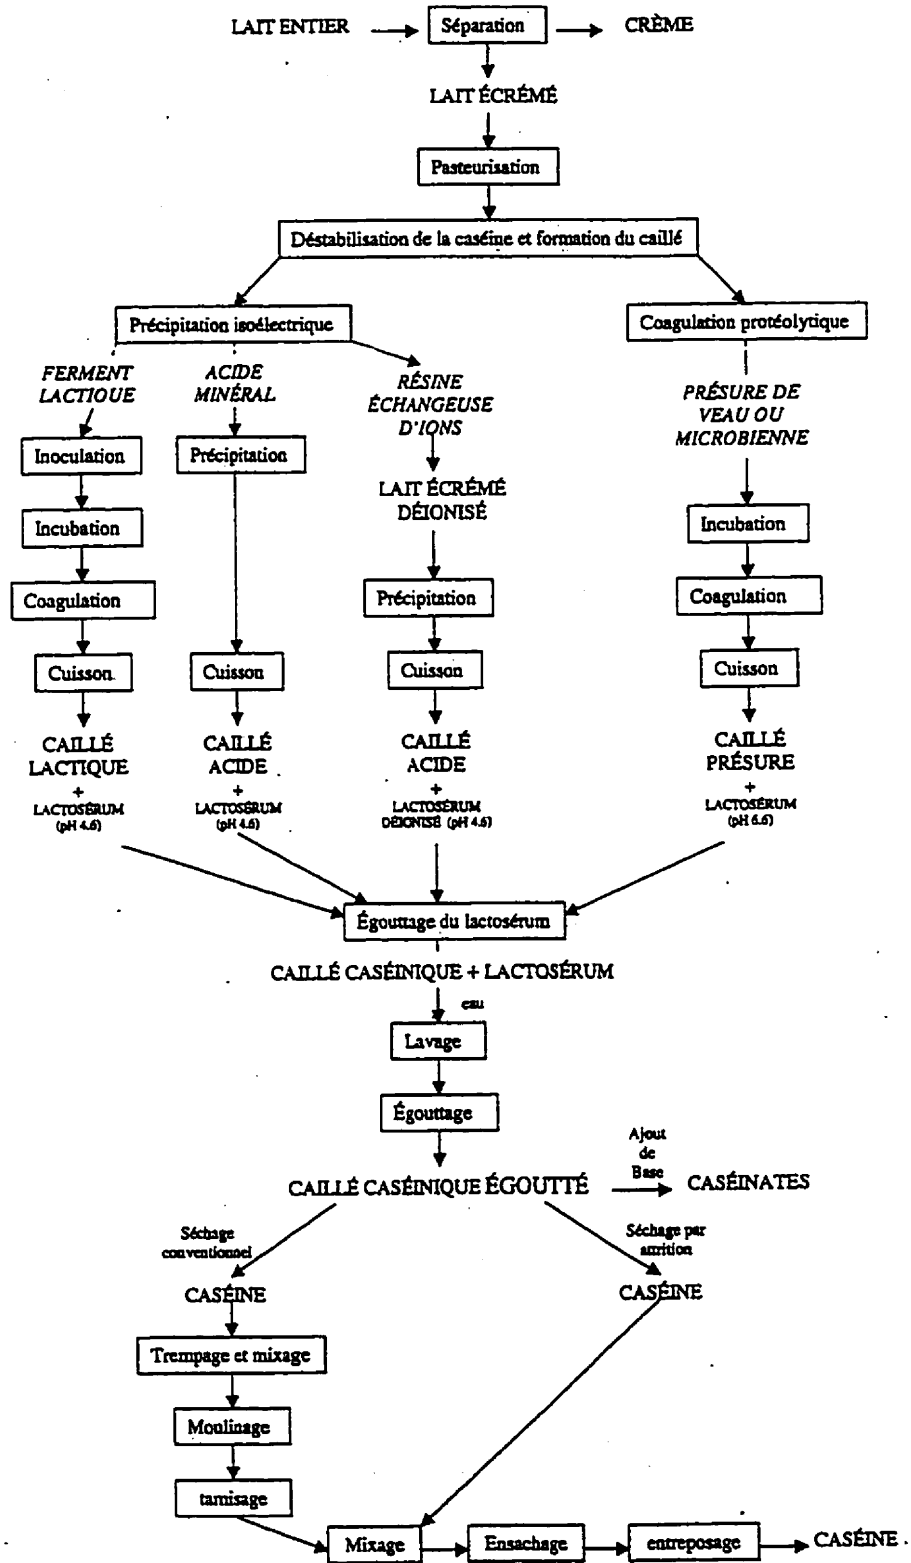 LAIT ENTIER
Séparation
CRÈME
LAIT ÉCRÉMÉ
Pasteurisation
Déstabilisation de la caséine et formation du caillé
Précipitation isoélectrique
Coagulation protéolytique
FERMENT
LACTIQUE
ACIDE
MINÉRAL
RÉSINE
ÉCHANGEUSE
D'IONS
PRÉSURE DE
VEAU OU
MICROBIENNE
Inoculation
Précipitation
LAIT ÉCRÉMÉ
DÉIONISÉ
Incubation
Incubation
Coagulation
Précipitation
Coagulation
Cuisson
Cuisson
Cuisson
Cuisson
CAILLÉ
LACTIQUE
+
LACTOSÉRUM
(pH 4.6)
CAILLÉ
ACIDE
+
LACTOSÉRUM
(pH 4.6)
CAILLÉ
ACIDE
+
LACTOSÉRUM
DÉIONISÉ (pH 4.6)
CAILLÉ
PRÉSURE
+
LACTOSÉRUM
(pH 6.6)
Égouttage du lactosérum
CAILLÉ CASÉINIQUE + LACTOSÉRUM
eau
Lavage
Égouttage
Ajout
de
Base
CAILLÉ CASÉINIQUE ÉGOUTTÉ
CASÉINATES
Séchage
conventionnel
Séchage par
attrition
CASÉINE
CASÉINE
Trempage et mixage
Moulinage
tamisage
Mixage
Ensachage
entreposage
CASÉINE